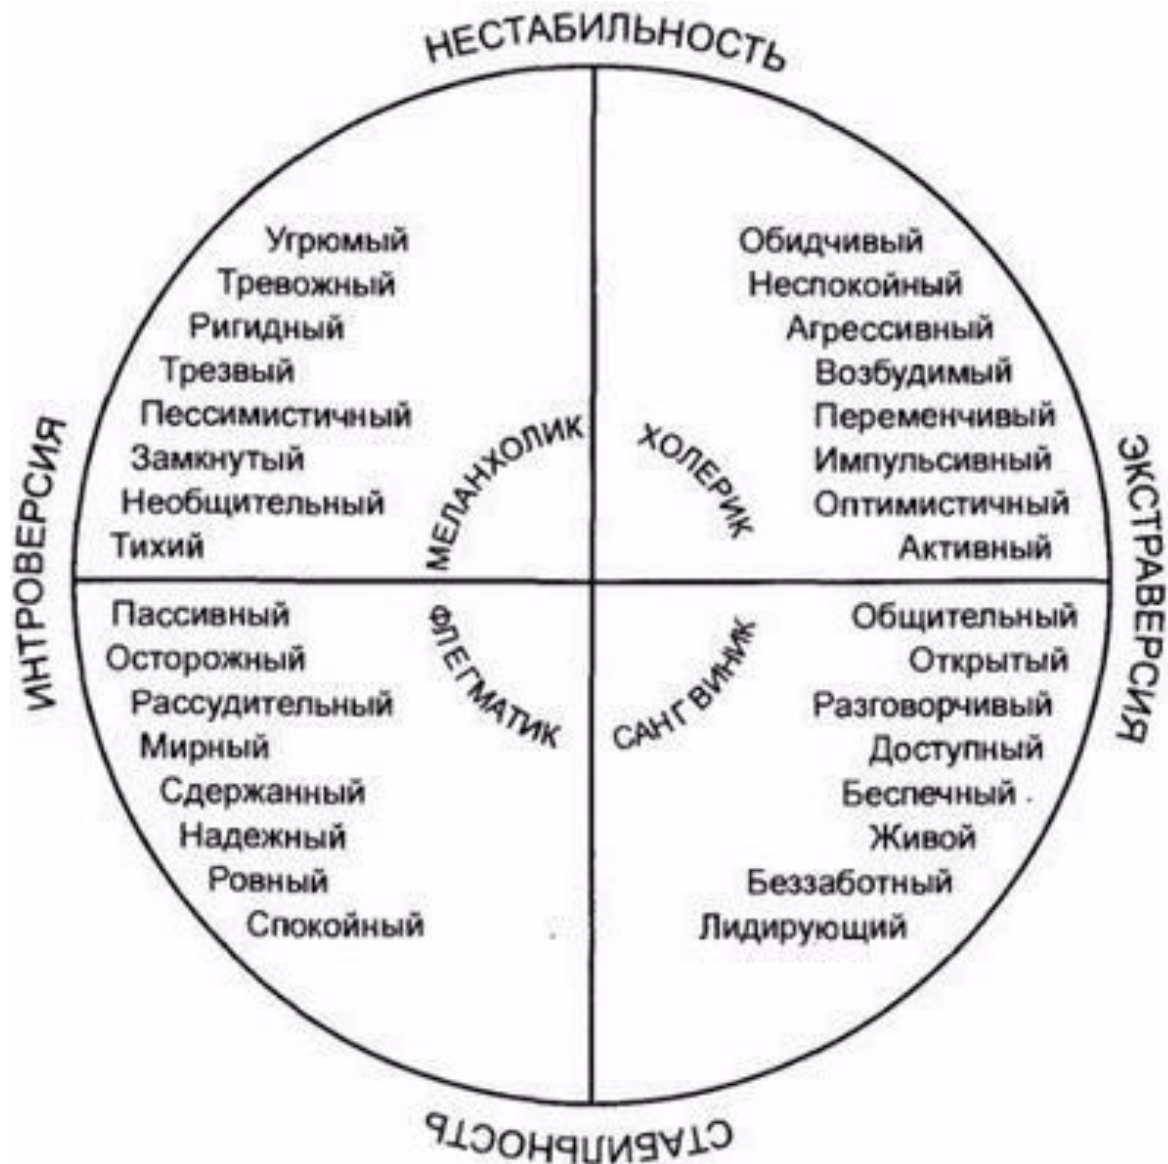 НЕСТАБИЛЬНОСТЬ
Угрюмый
Тревожный
Ригидный
Трезвый
Пессимистичный
Замкнутый
Необщительный
Тихий
МЕЛАНХОЛИК
Обидчивый
Неспокойный
Агрессивный
Возбудимый
Переменчивый
Импульсивный
Оптимистичный
Активный
ХОЛЕРИК
ИНТРОВЕРСИЯ
ЭКСТРАВЕРСИЯ
Пассивный
Осторожный
Рассудительный
Мирный
Сдержанный
Надежный
Ровный
Спокойный
ФЛЕГМАТИК
Общительный
Открытый
Разговорчивый
Доступный
Беспечный
Живой
Беззаботный
Лидирующий
САНГВИНИК
СТАБИЛЬНОСТЬ